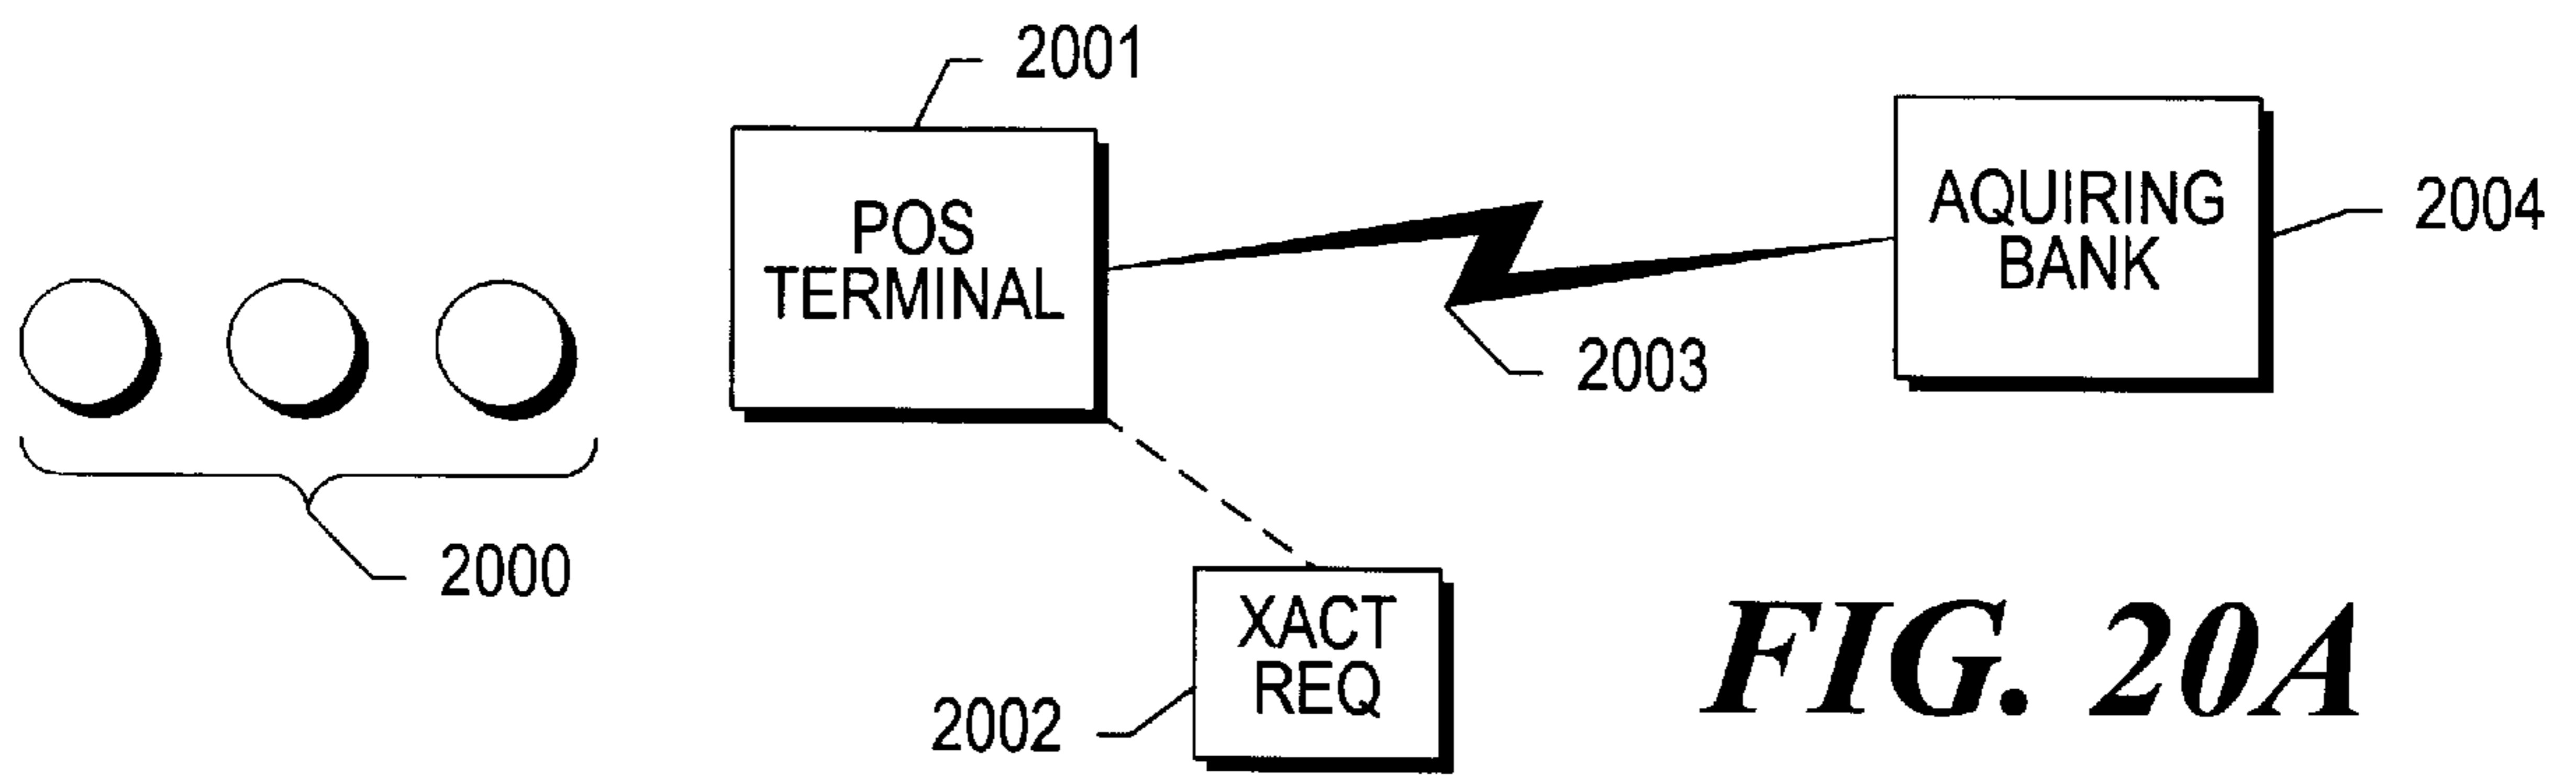 2001
POS
TERMINAL
AQUIRING
BANK
2004
2003
2000
XACT
REQ
2002
FIG. 20A